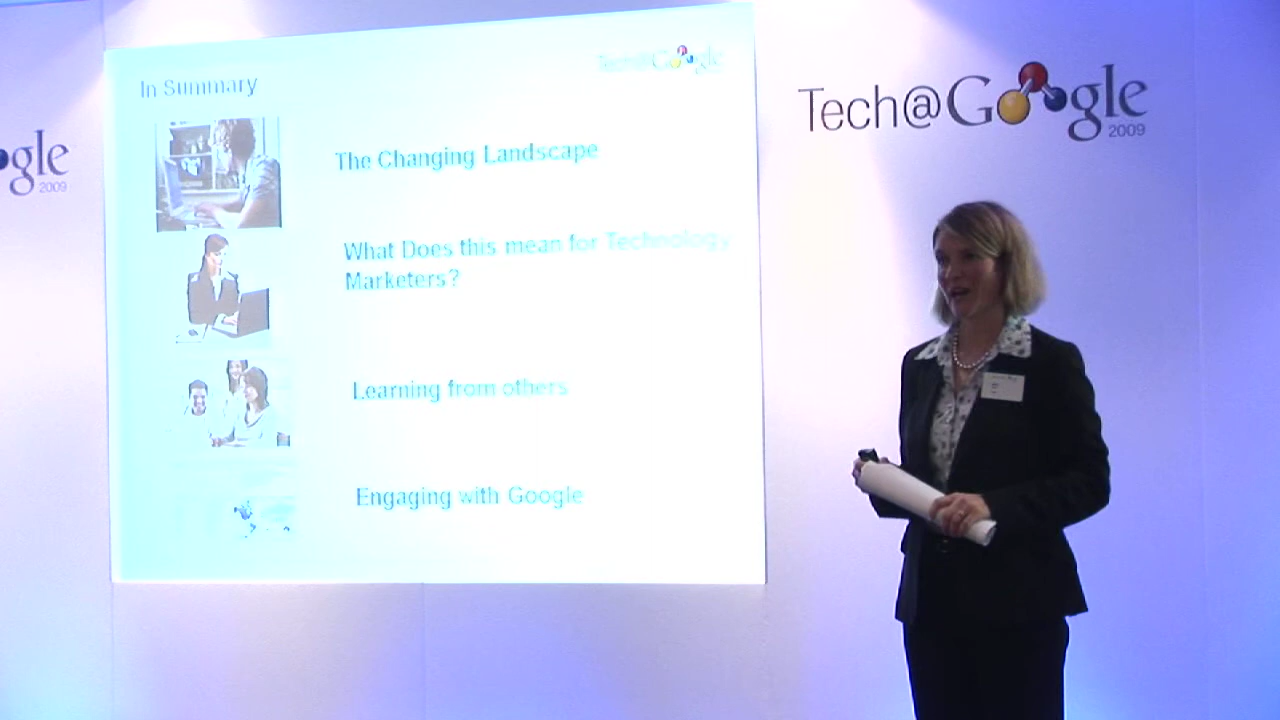 In Summary
Tech@Google
The Changing Landscape
What Does this mean for Technology
Marketers?
Learning from others
Engaging with Google
Tech@Google
2009
gle
2009